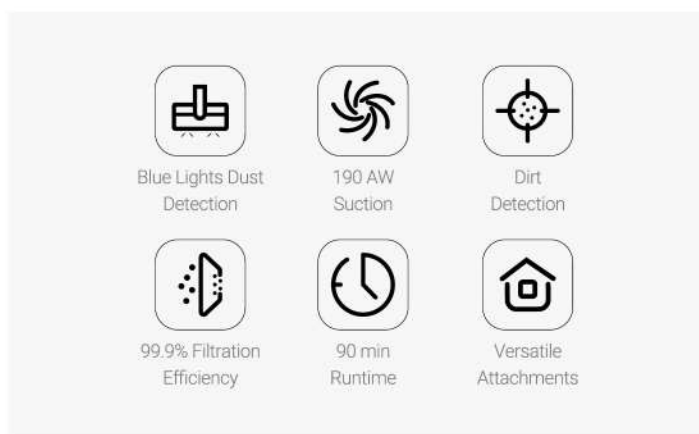 Blue Lights Dust
Detection
190 AW
Suction
Dirt
Detection
99.9% Filtration
Efficiency
90 min
Runtime
Versatile
Attachments